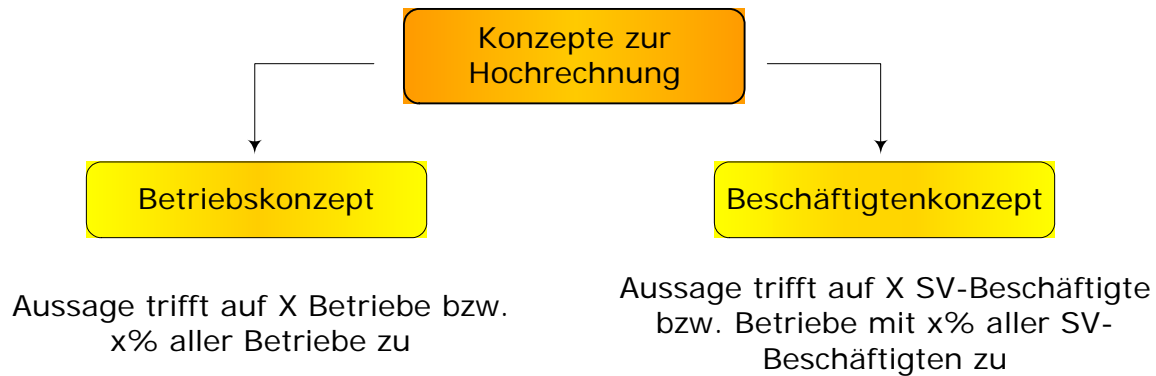 Konzepte zur
Hochrechnung
Betriebskonzept
Beschäftigtenkonzept
Aussage trifft auf X Betriebe bzw.
x% aller Betriebe zu
Aussage trifft auf X SV-Beschäftigte
bzw. Betriebe mit x% aller SV-
Beschäftigten zu